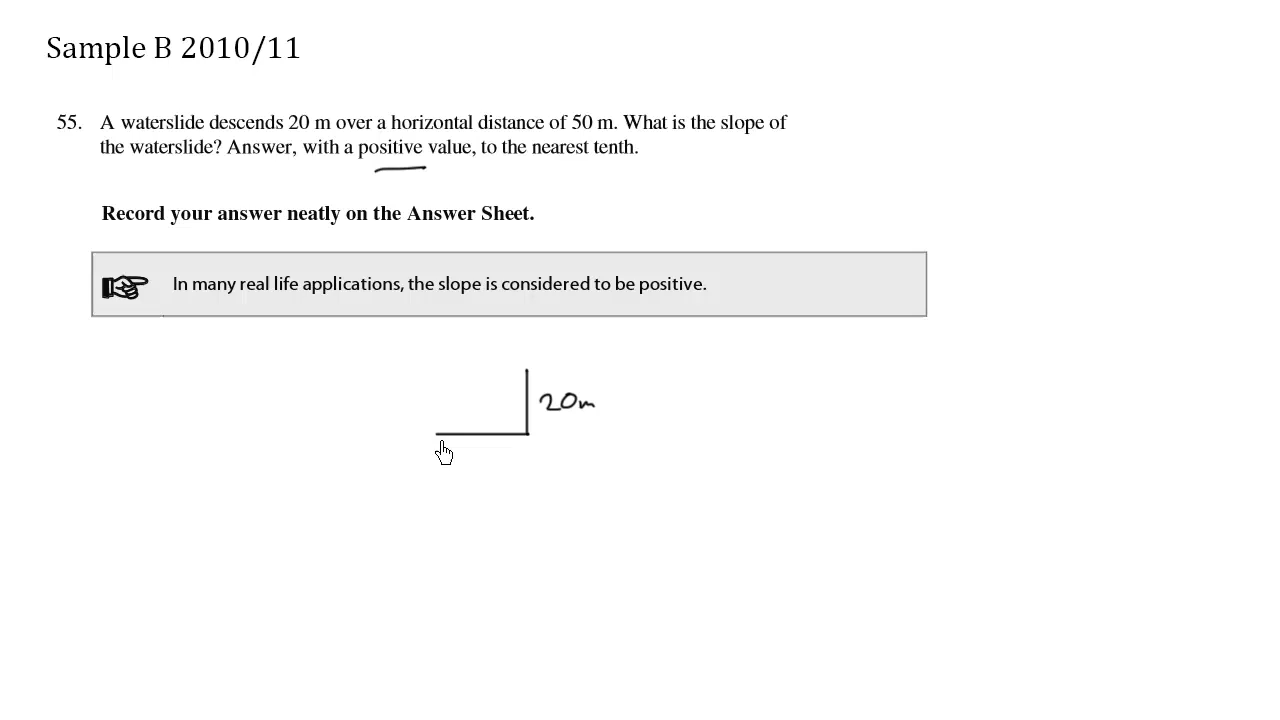 Sample B 2010/11
55. A waterslide descends 20 m over a horizontal distance of 50 m. What is the slope of
the waterslide? Answer, with a positive value, to the nearest tenth.
Record your answer neatly on the Answer Sheet.
In many real life applications, the slope is considered to be positive.
20m